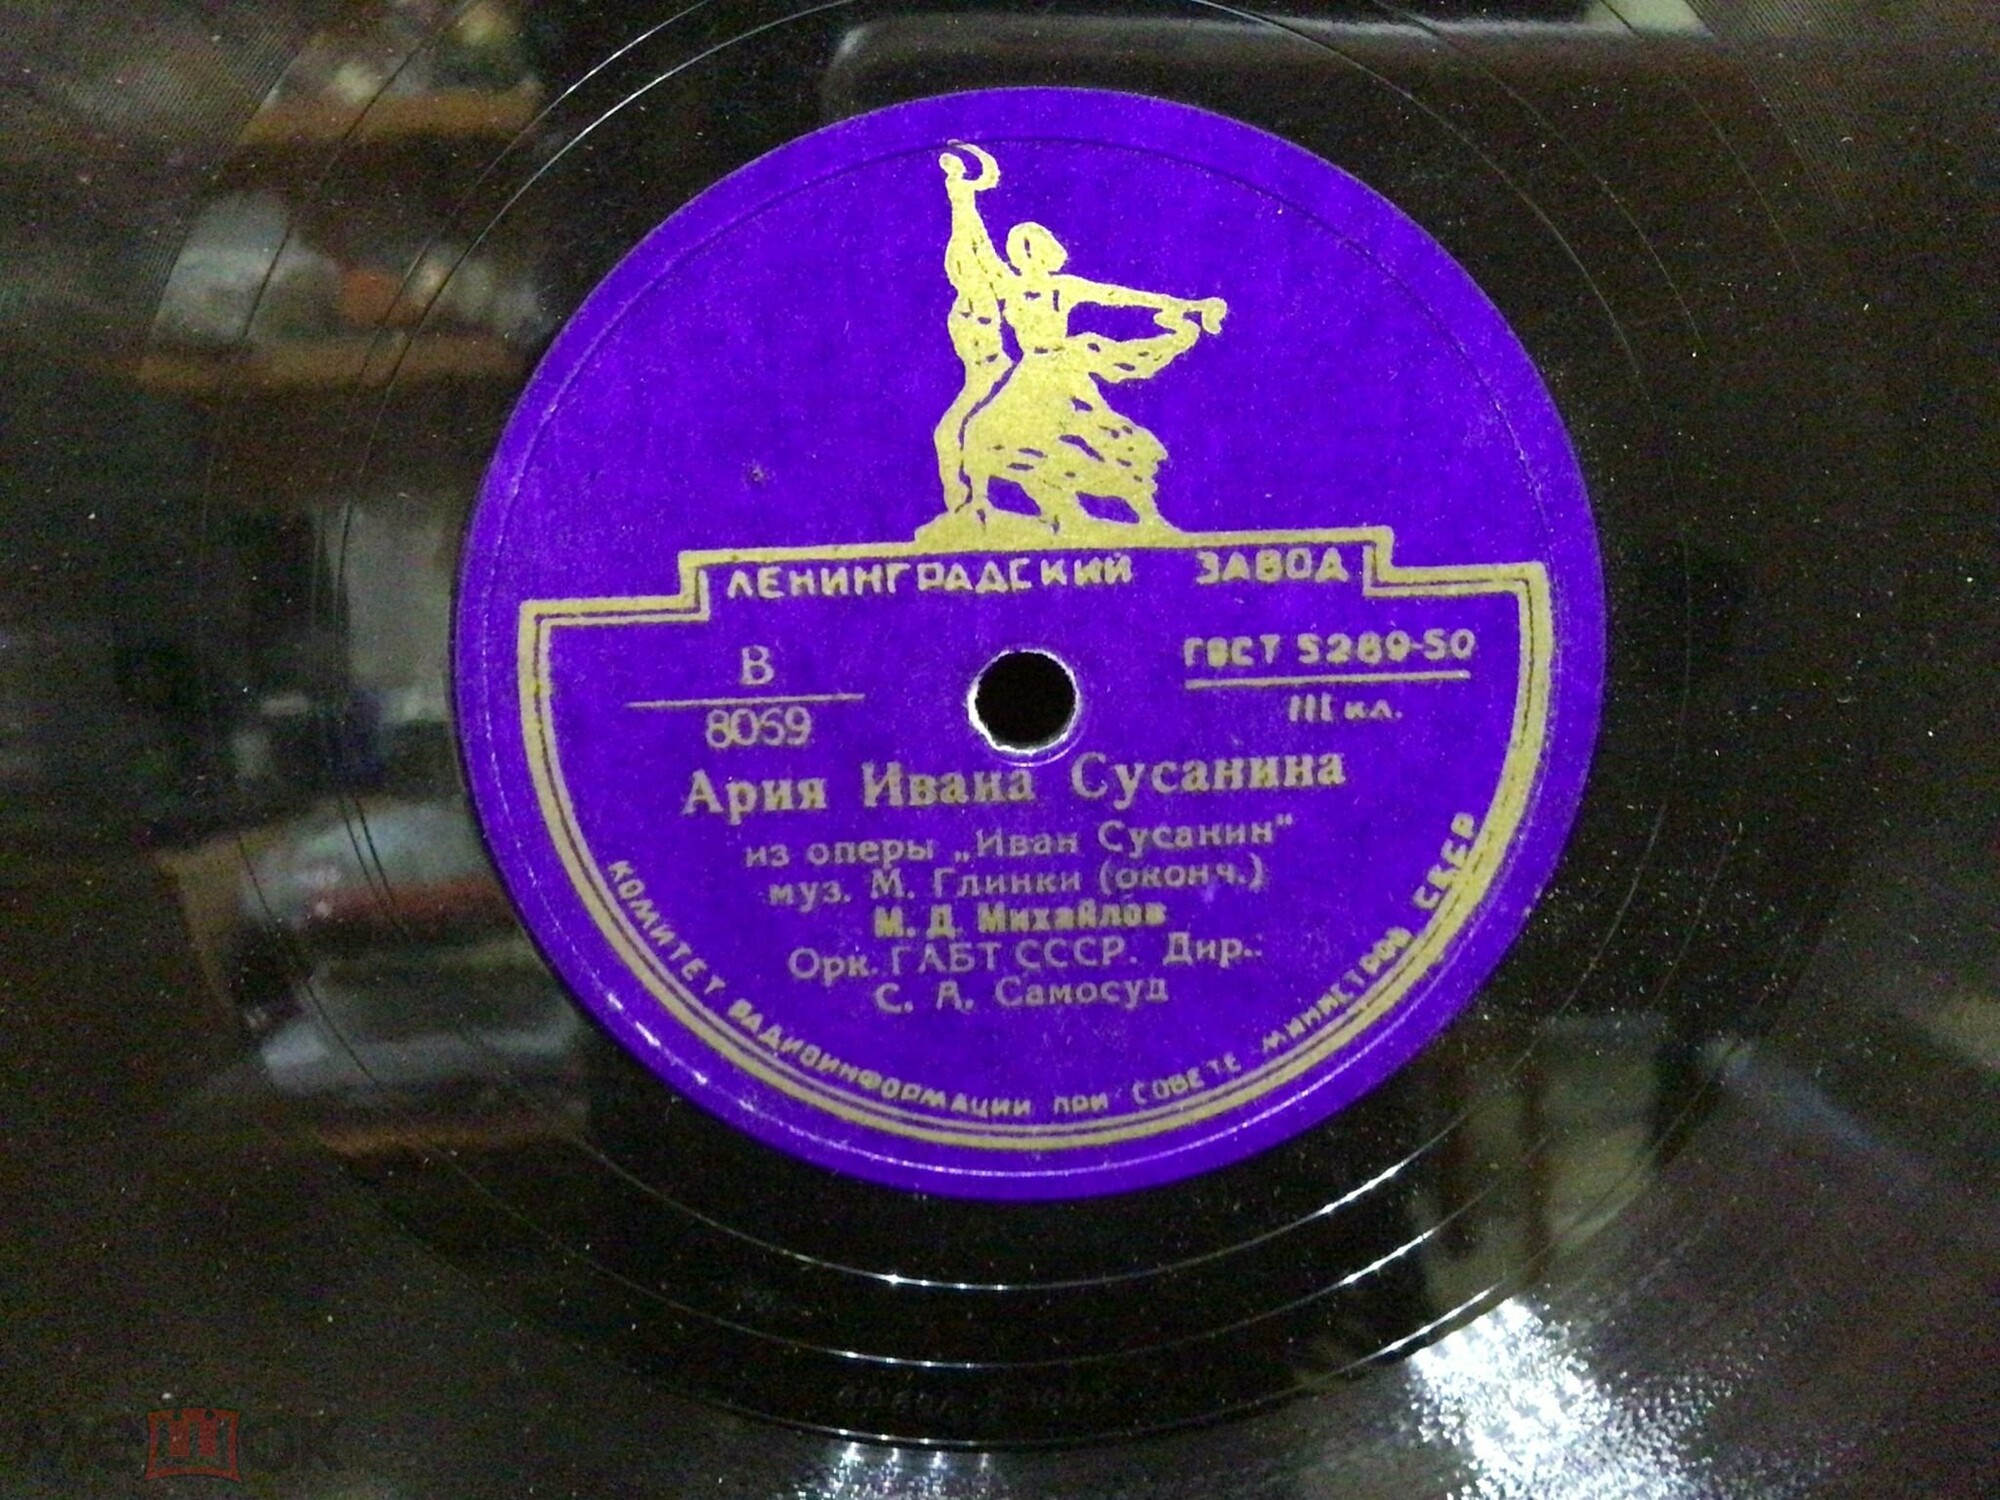 ЛЕНИНГРАДСКИЙ ЗАВОД
В
8069
ГОСТ 5289-50
III кл.
Ария Ивана Сусанина
из оперы „Иван Сусанин"
муз. М. Глинки (оконч.)
М. Д. Михайлов
Орк. ГАБТ СССР. Дир.:
С. А. Самосуд
КОМИТЕТ РАДИОИНФОРМАЦИИ ПРИ СОВЕТЕ МИНИСТРОВ СССР
мешок